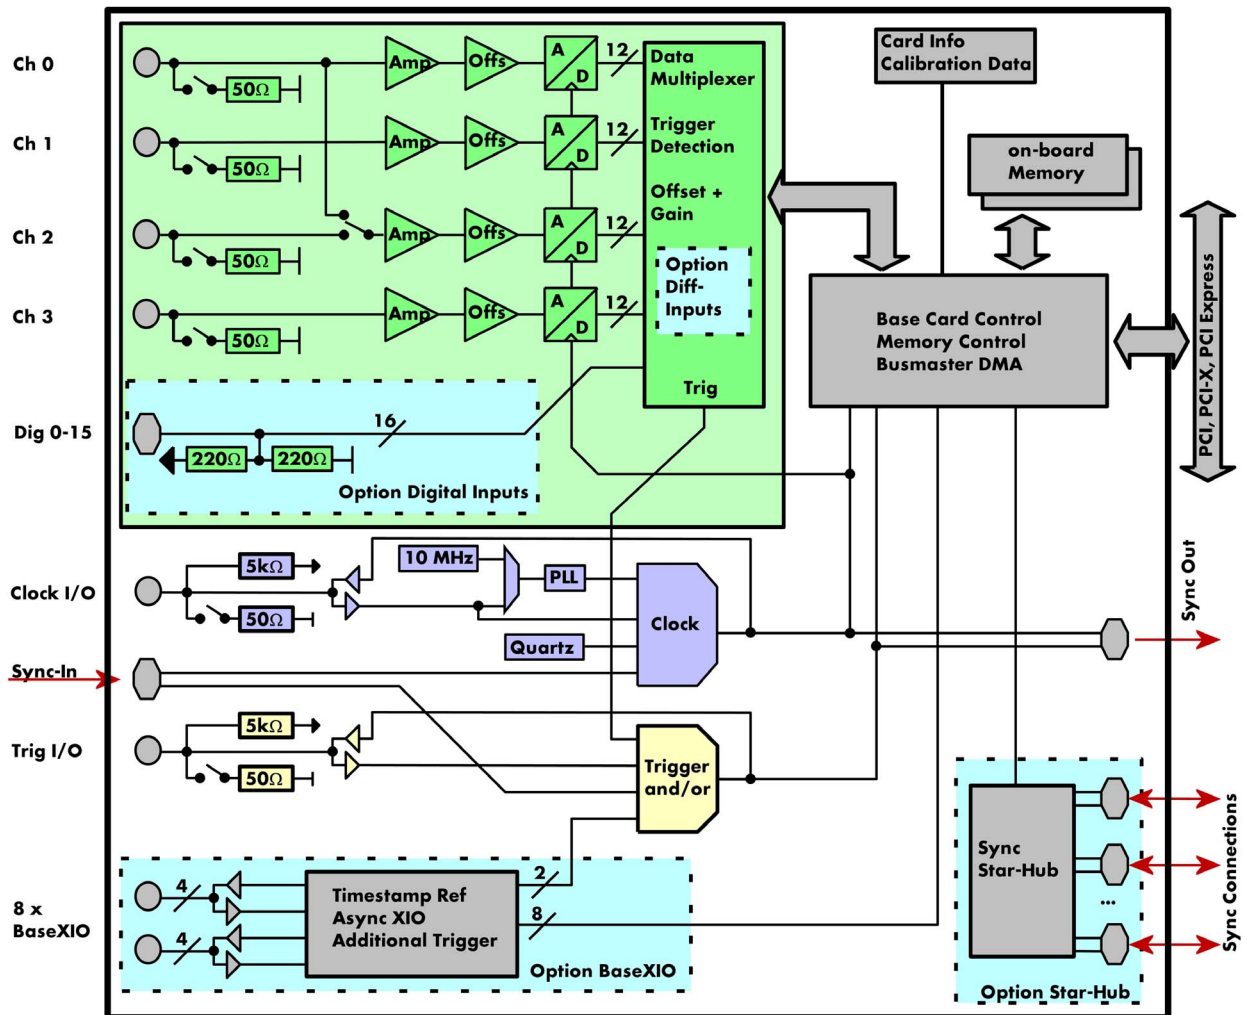 Ch 0
50Ω
Amp
Offs
A
D
12
Data
Multiplexer
Ch 1
50Ω
Amp
Offs
A
D
12
Trigger
Detection
Offset +
Gain
Ch 2
50Ω
Amp
Offs
A
D
12
Option
Diff-
Inputs
Ch 3
50Ω
Amp
Offs
A
D
12
Trig
Dig 0-15
16
220Ω
220Ω
Option Digital Inputs
Card Info
Calibration Data
on-board
Memory
Base Card Control
Memory Control
Busmaster DMA
PCI, PCI-X, PCI Express
Clock I/O
5kΩ
50Ω
10 MHz
PLL
Quartz
Clock
Sync Out
Sync-In
Trig I/O
5kΩ
50Ω
Trigger
and/or
8 x
BaseXIO
4
4
Timestamp Ref
Async XIO
Additional Trigger
2
8
Option BaseXIO
Sync
Star-Hub
...
Option Star-Hub
Sync Connections